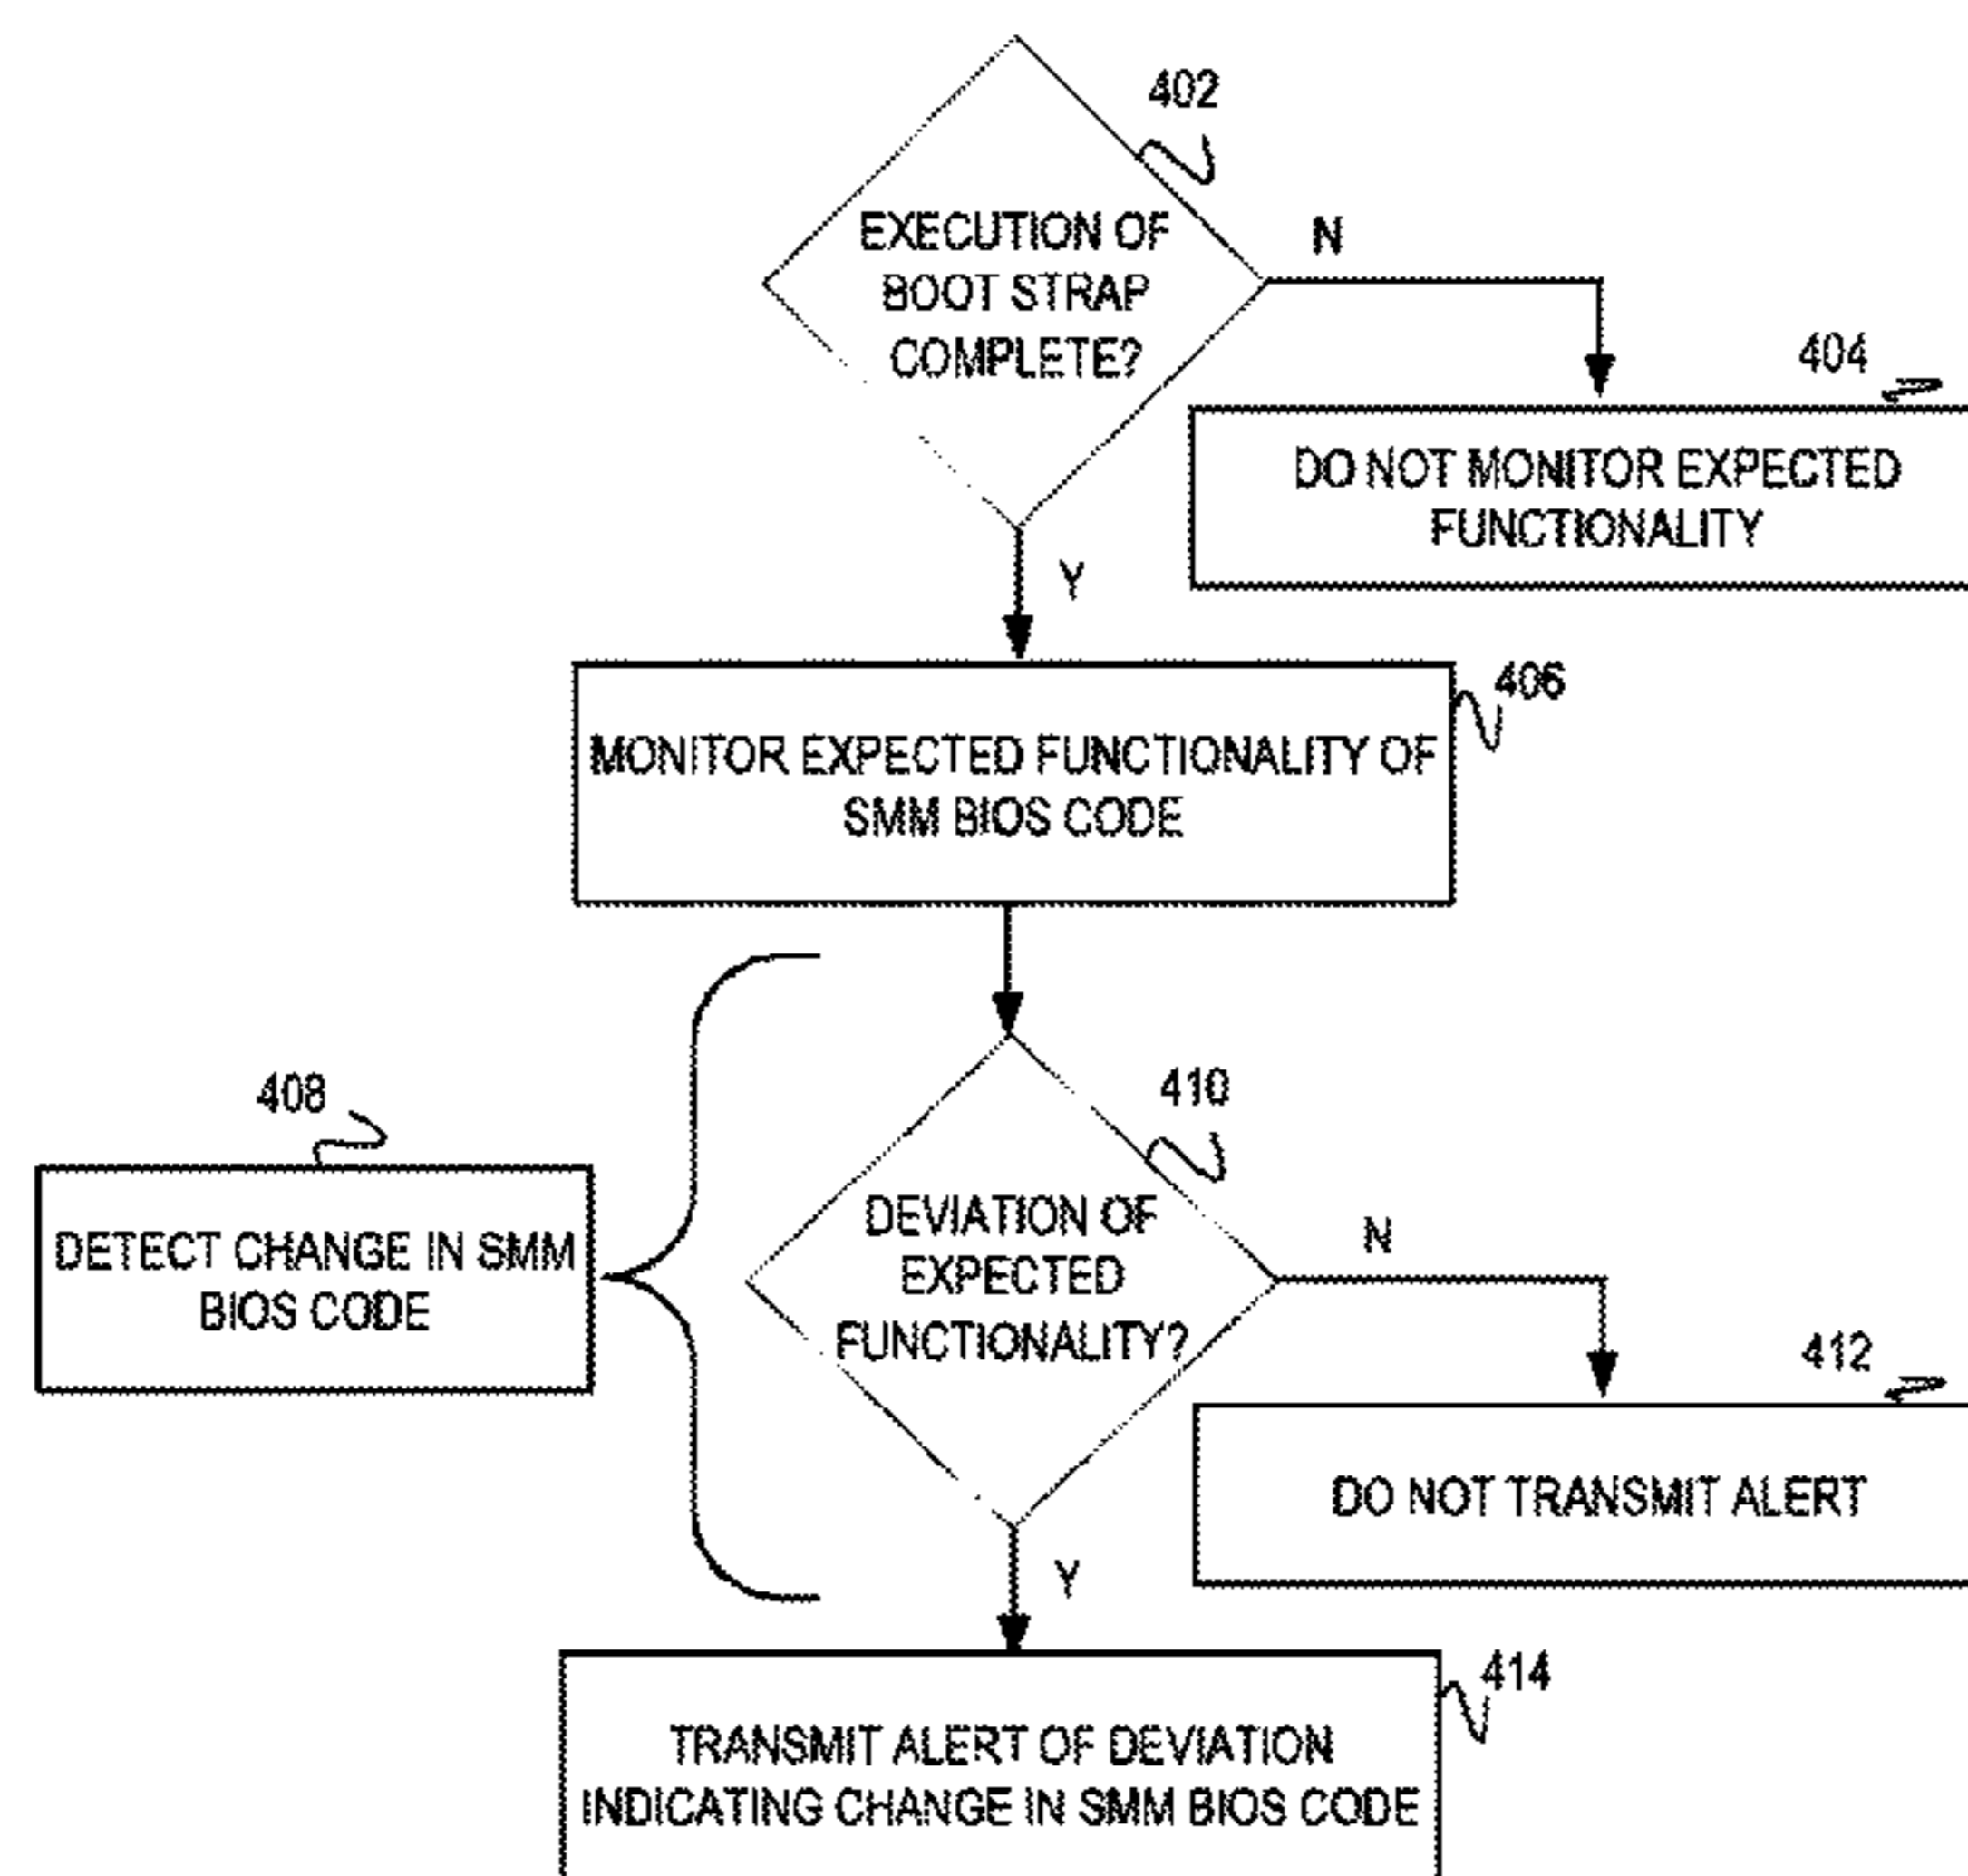 402
EXECUTION OF
BOOT STRAP
COMPLETE?
N
404
DO NOT MONITOR EXPECTED
FUNCTIONALITY
Y
406
MONITOR EXPECTED FUNCTIONALITY OF
SMM BIOS CODE
408
DETECT CHANGE IN SMM
BIOS CODE
410
DEVIATION OF
EXPECTED
FUNCTIONALITY?
N
412
DO NOT TRANSMIT ALERT
Y
414
TRANSMIT ALERT OF DEVIATION
INDICATING CHANGE IN SMM BIOS CODE